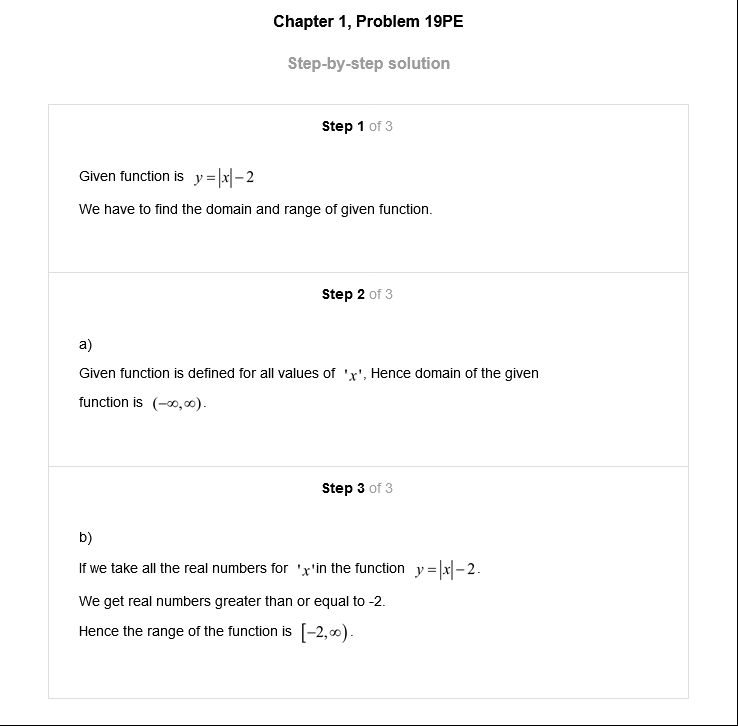 Chapter 1, Problem 19PE
Step-by-step solution
Step 1 of 3
Given function is y=|x|−2
We have to find the domain and range of given function.
Step 2 of 3
a)
Given function is defined for all values of 'x', Hence domain of the given
function is (−∞,∞).
Step 3 of 3
b)
If we take all the real numbers for 'x'in the function y=|x|−2.
We get real numbers greater than or equal to -2.
Hence the range of the function is [−2,∞).